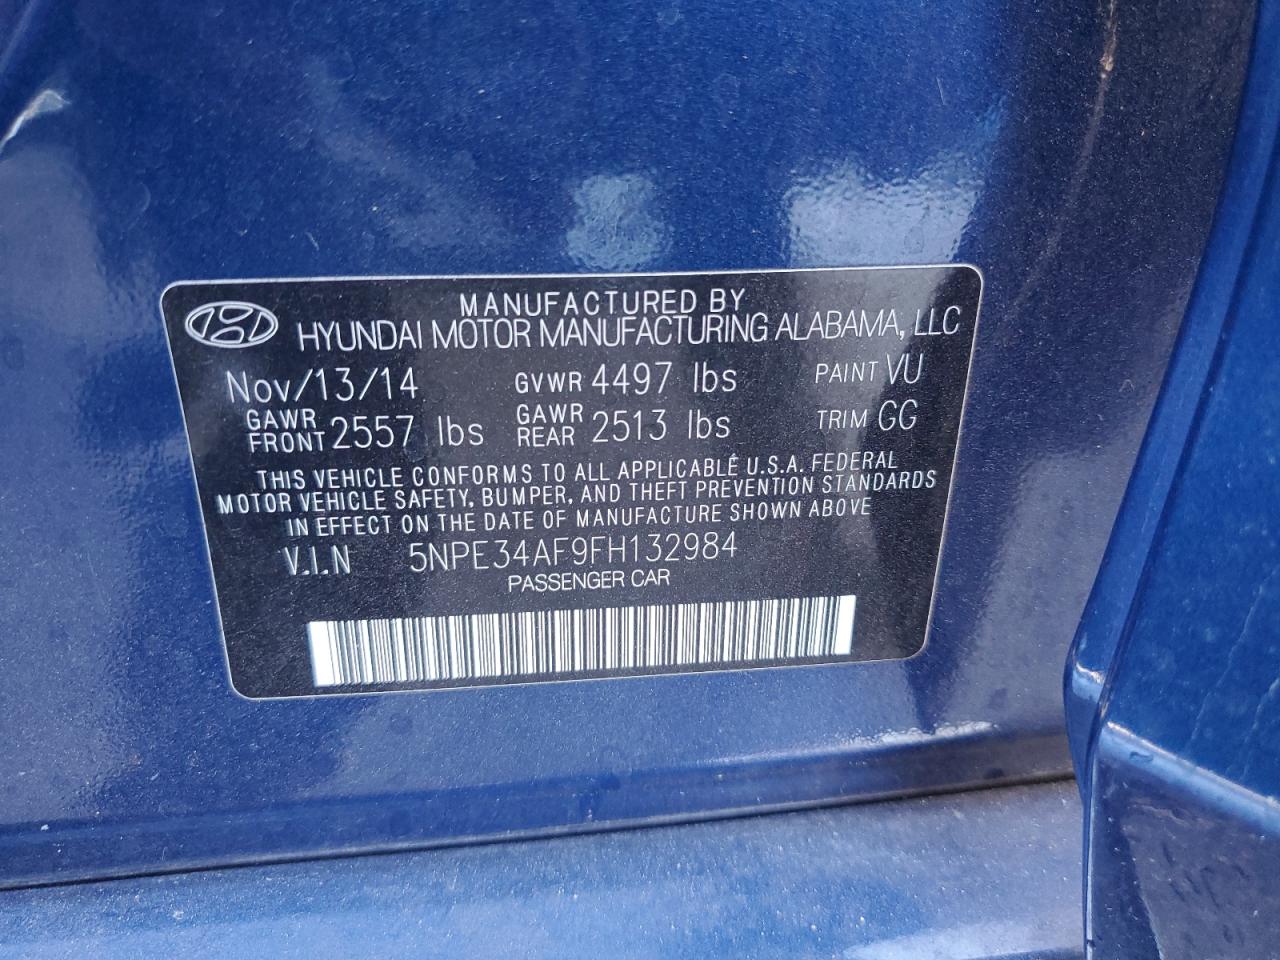 MANUFACTURED BY
HYUNDAI MOTOR MANUFACTURING ALABAMA, LLC
Nov/13/14 GVWR 4497 lbs PAINT VU
GAWR FRONT 2557 lbs GAWR REAR 2513 lbs TRIM GG
THIS VEHICLE CONFORMS TO ALL APPLICABLE U.S.A. FEDERAL
MOTOR VEHICLE SAFETY, BUMPER, AND THEFT PREVENTION STANDARDS
IN EFFECT ON THE DATE OF MANUFACTURE SHOWN ABOVE
V.I.N 5NPE34AF9FH132984
PASSENGER CAR